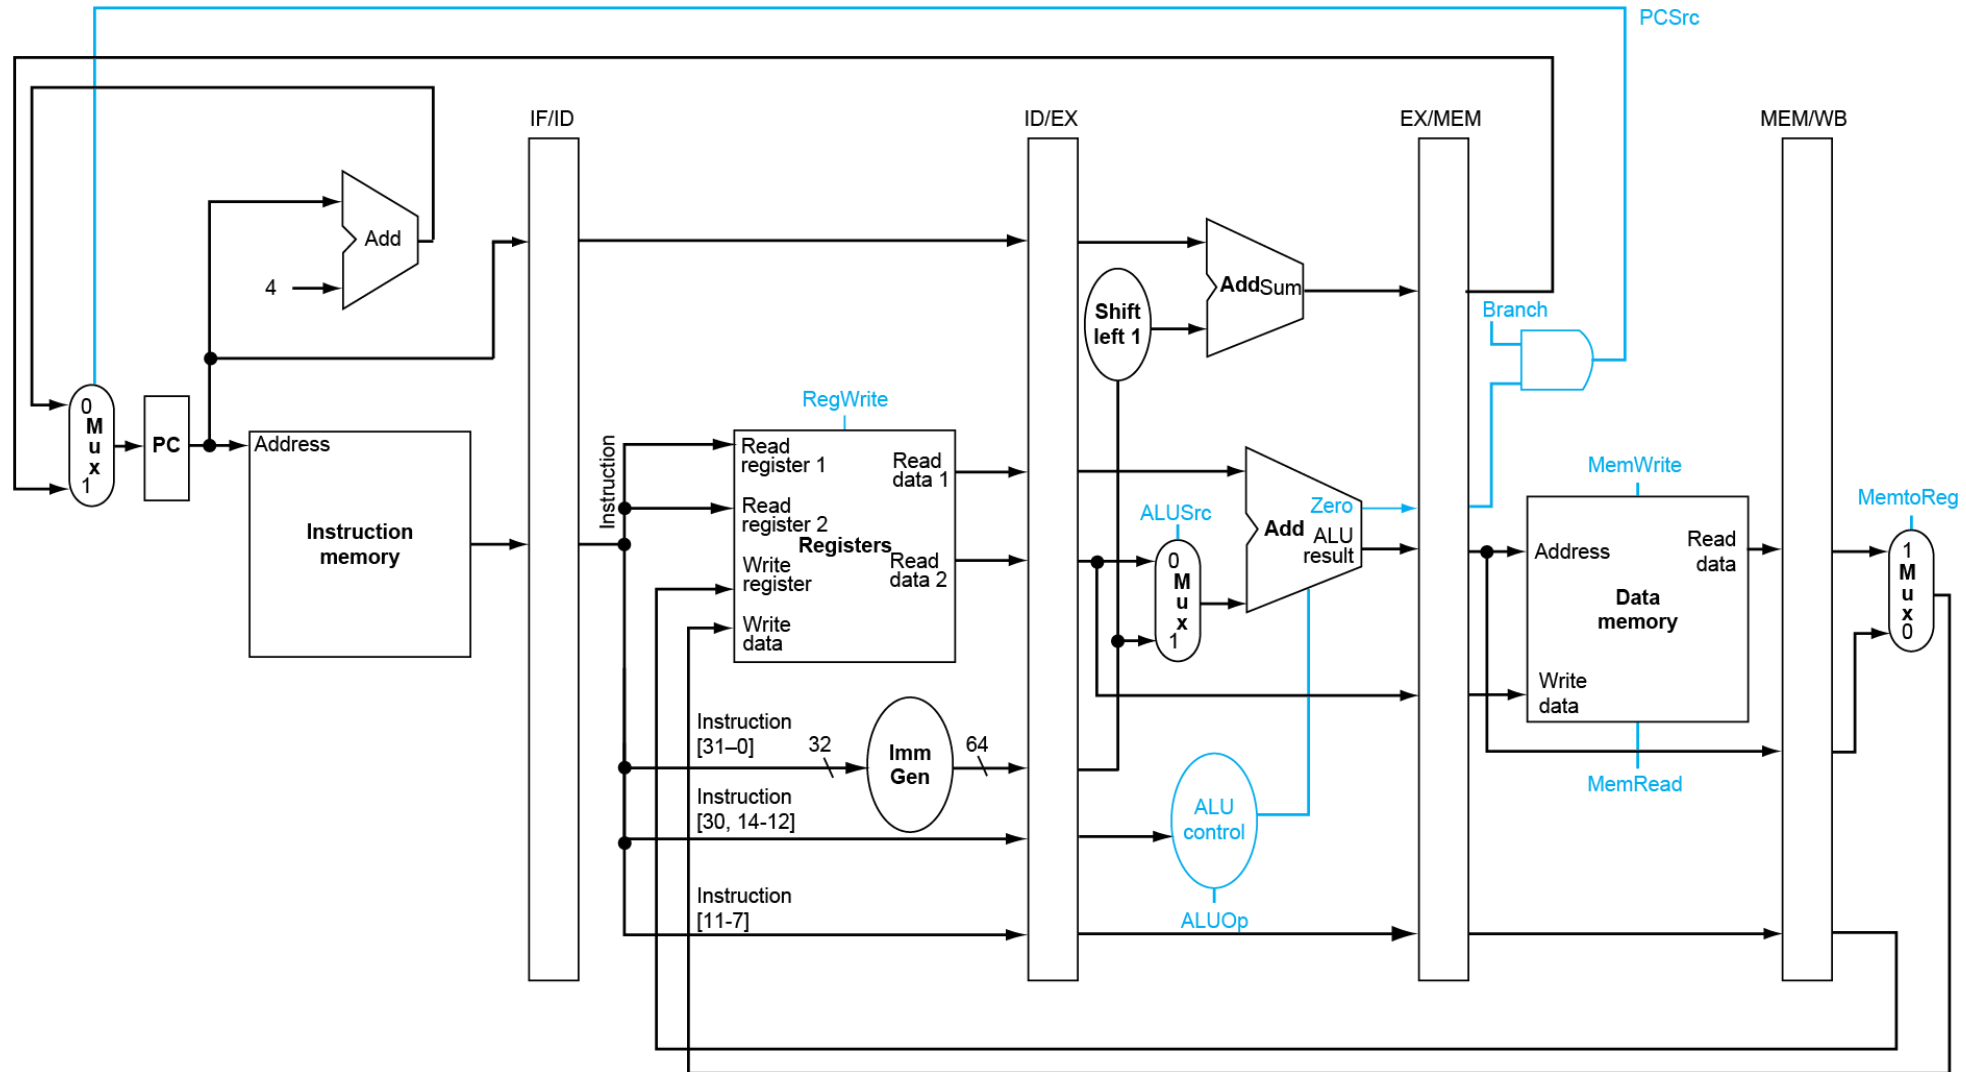 PCSrc
IF/ID
ID/EX
EX/MEM
MEM/WB
Add
4
Add Sum
Shift
left 1
Branch
0
M
u
x
1
PC
Address
Instruction
memory
Instruction
RegWrite
Read
register 1
Read
data 1
Read
register 2
Registers
Write
register
Read
data 2
Write
data
ALUSrc
0
M
u
x
1
Zero
Add
ALU
result
MemWrite
Address
Read
data
Data
memory
Write
data
MemRead
MemtoReg
1
M
u
x
0
Instruction
[31–0]
32
Imm
Gen
64
Instruction
[30, 14-12]
ALU
control
ALUOp
Instruction
[11-7]